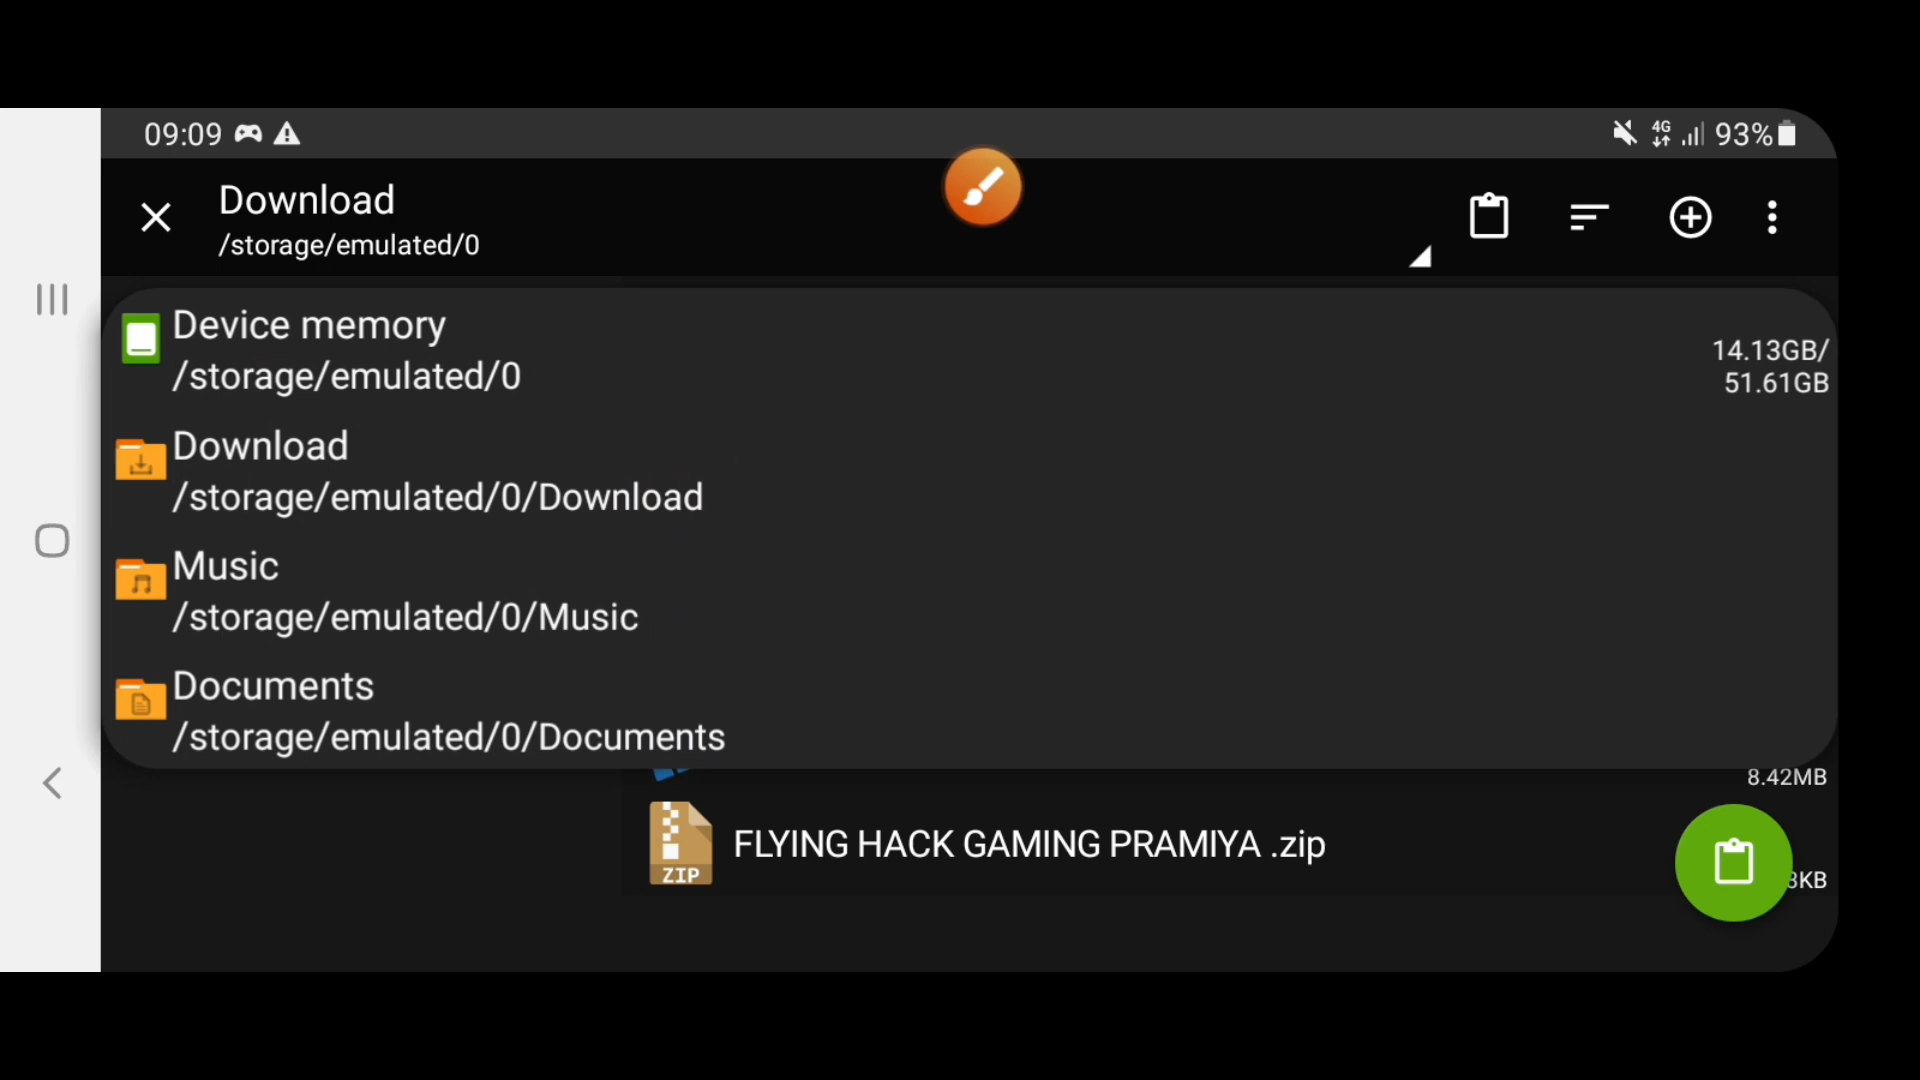 09:09
4G
93%
Download
/storage/emulated/0
Device memory
/storage/emulated/0
14.13GB/
51.61GB
Download
/storage/emulated/0/Download
Music
/storage/emulated/0/Music
Documents
/storage/emulated/0/Documents
8.42MB
ZIP
FLYING HACK GAMING PRAMIYA .zip